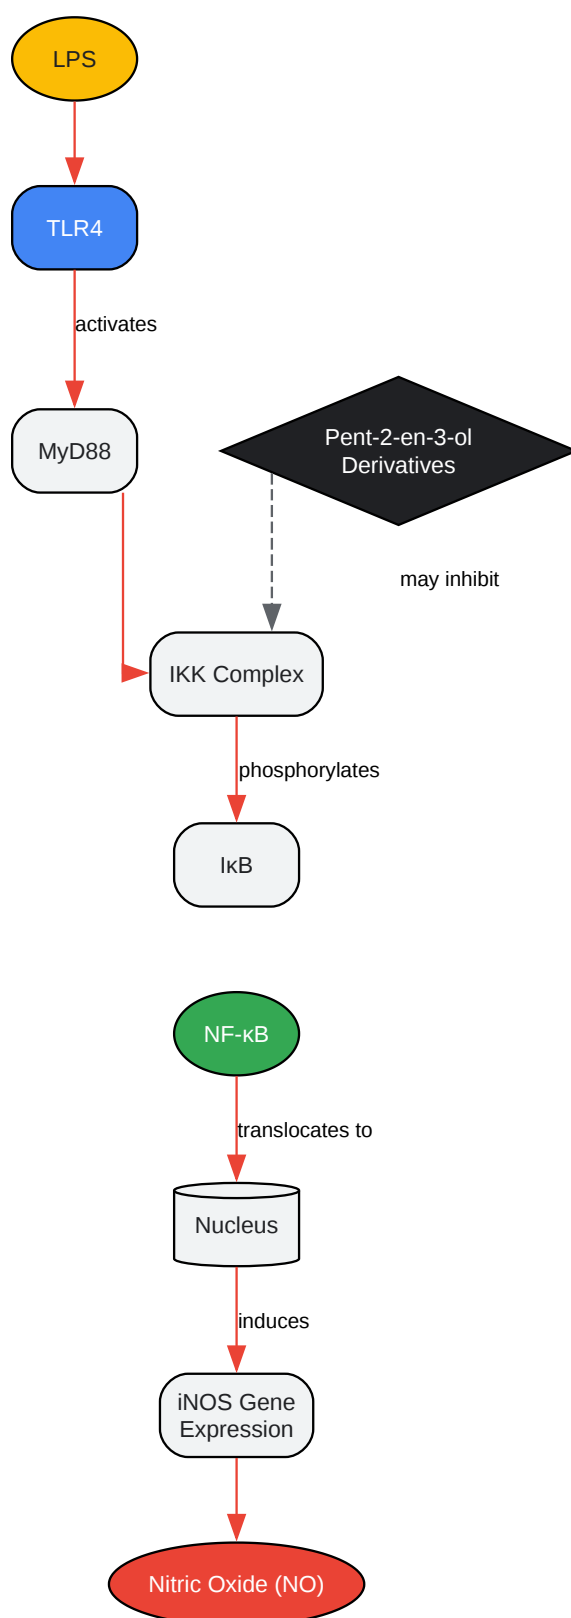 LPS
TLR4
activates
MyD88
Pent-2-en-3-ol
Derivatives
may inhibit
IKK Complex
phosphorylates
IκB
NF-κB
translocates to
Nucleus
induces
iNOS Gene
Expression
Nitric Oxide (NO)